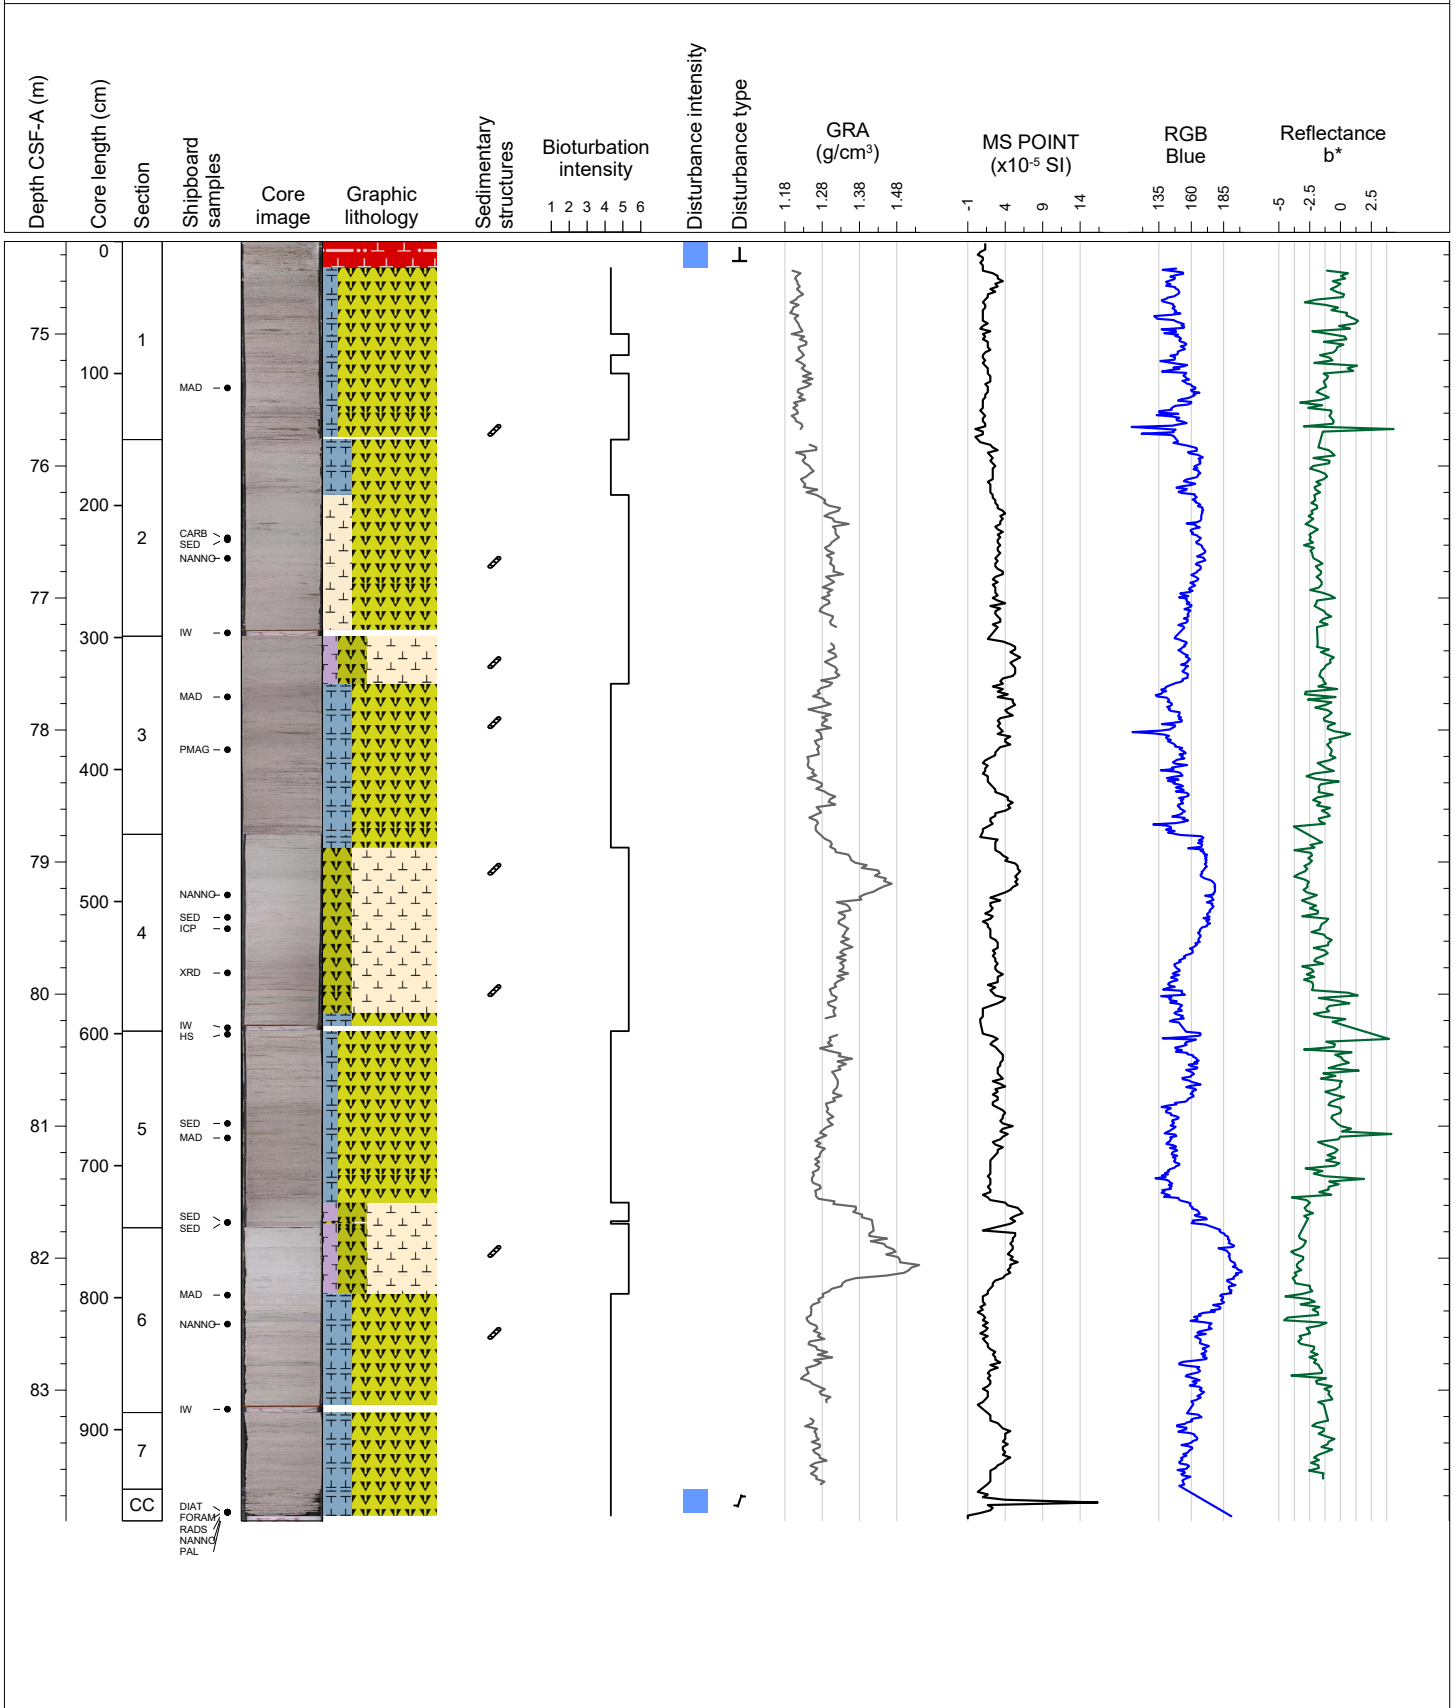 Depth CSF-A (m)
Core length (cm)
Section
Shipboard
samples
Core
image
Graphic
lithology
Sedimentary
structures
Bioturbation
intensity
1 2 3 4 5 6
Disturbance intensity
Disturbance type
GRA
(g/cm³)
1.18 1.28 1.38 1.48
MS POINT
(x10⁻⁵ SI)
-1 4 9 14
RGB
Blue
135 160 185
Reflectance
b*
-5 -2.5 0 2.5
0
75
1
100
MAD
76
200
2
CARB
SED
NANNO
77
IW
300
MAD
78
3
PMAG
400
79
NANNO
500
SED
4
ICP
XRD
80
IW
600
HS
SED
81
5
MAD
700
SED
SED
82
MAD
800
6
NANNO
83
IW
900
7
CC
DIAT
FORAM
RADS
NANNO
PAL